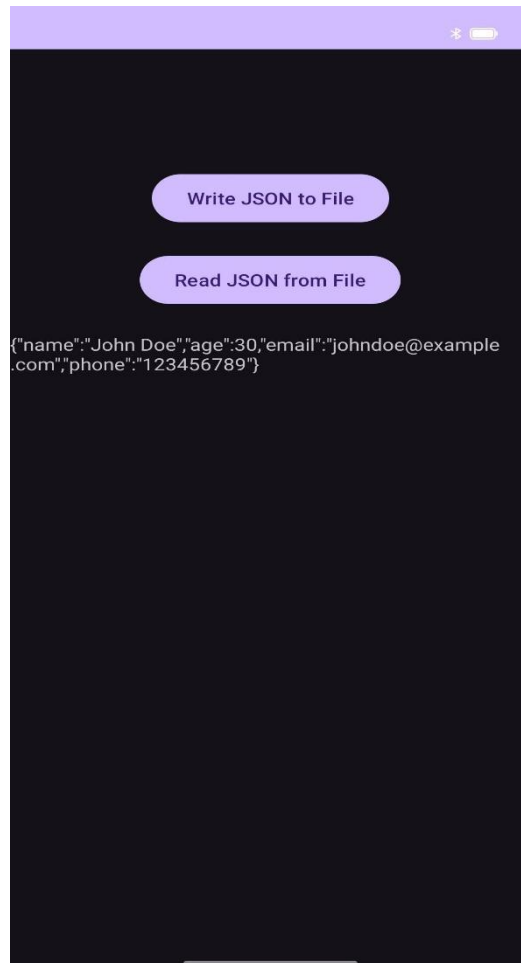 Write JSON to File
Read JSON from File
{"name":"John Doe","age":30,"email":"johndoe@example
.com","phone":"123456789"}